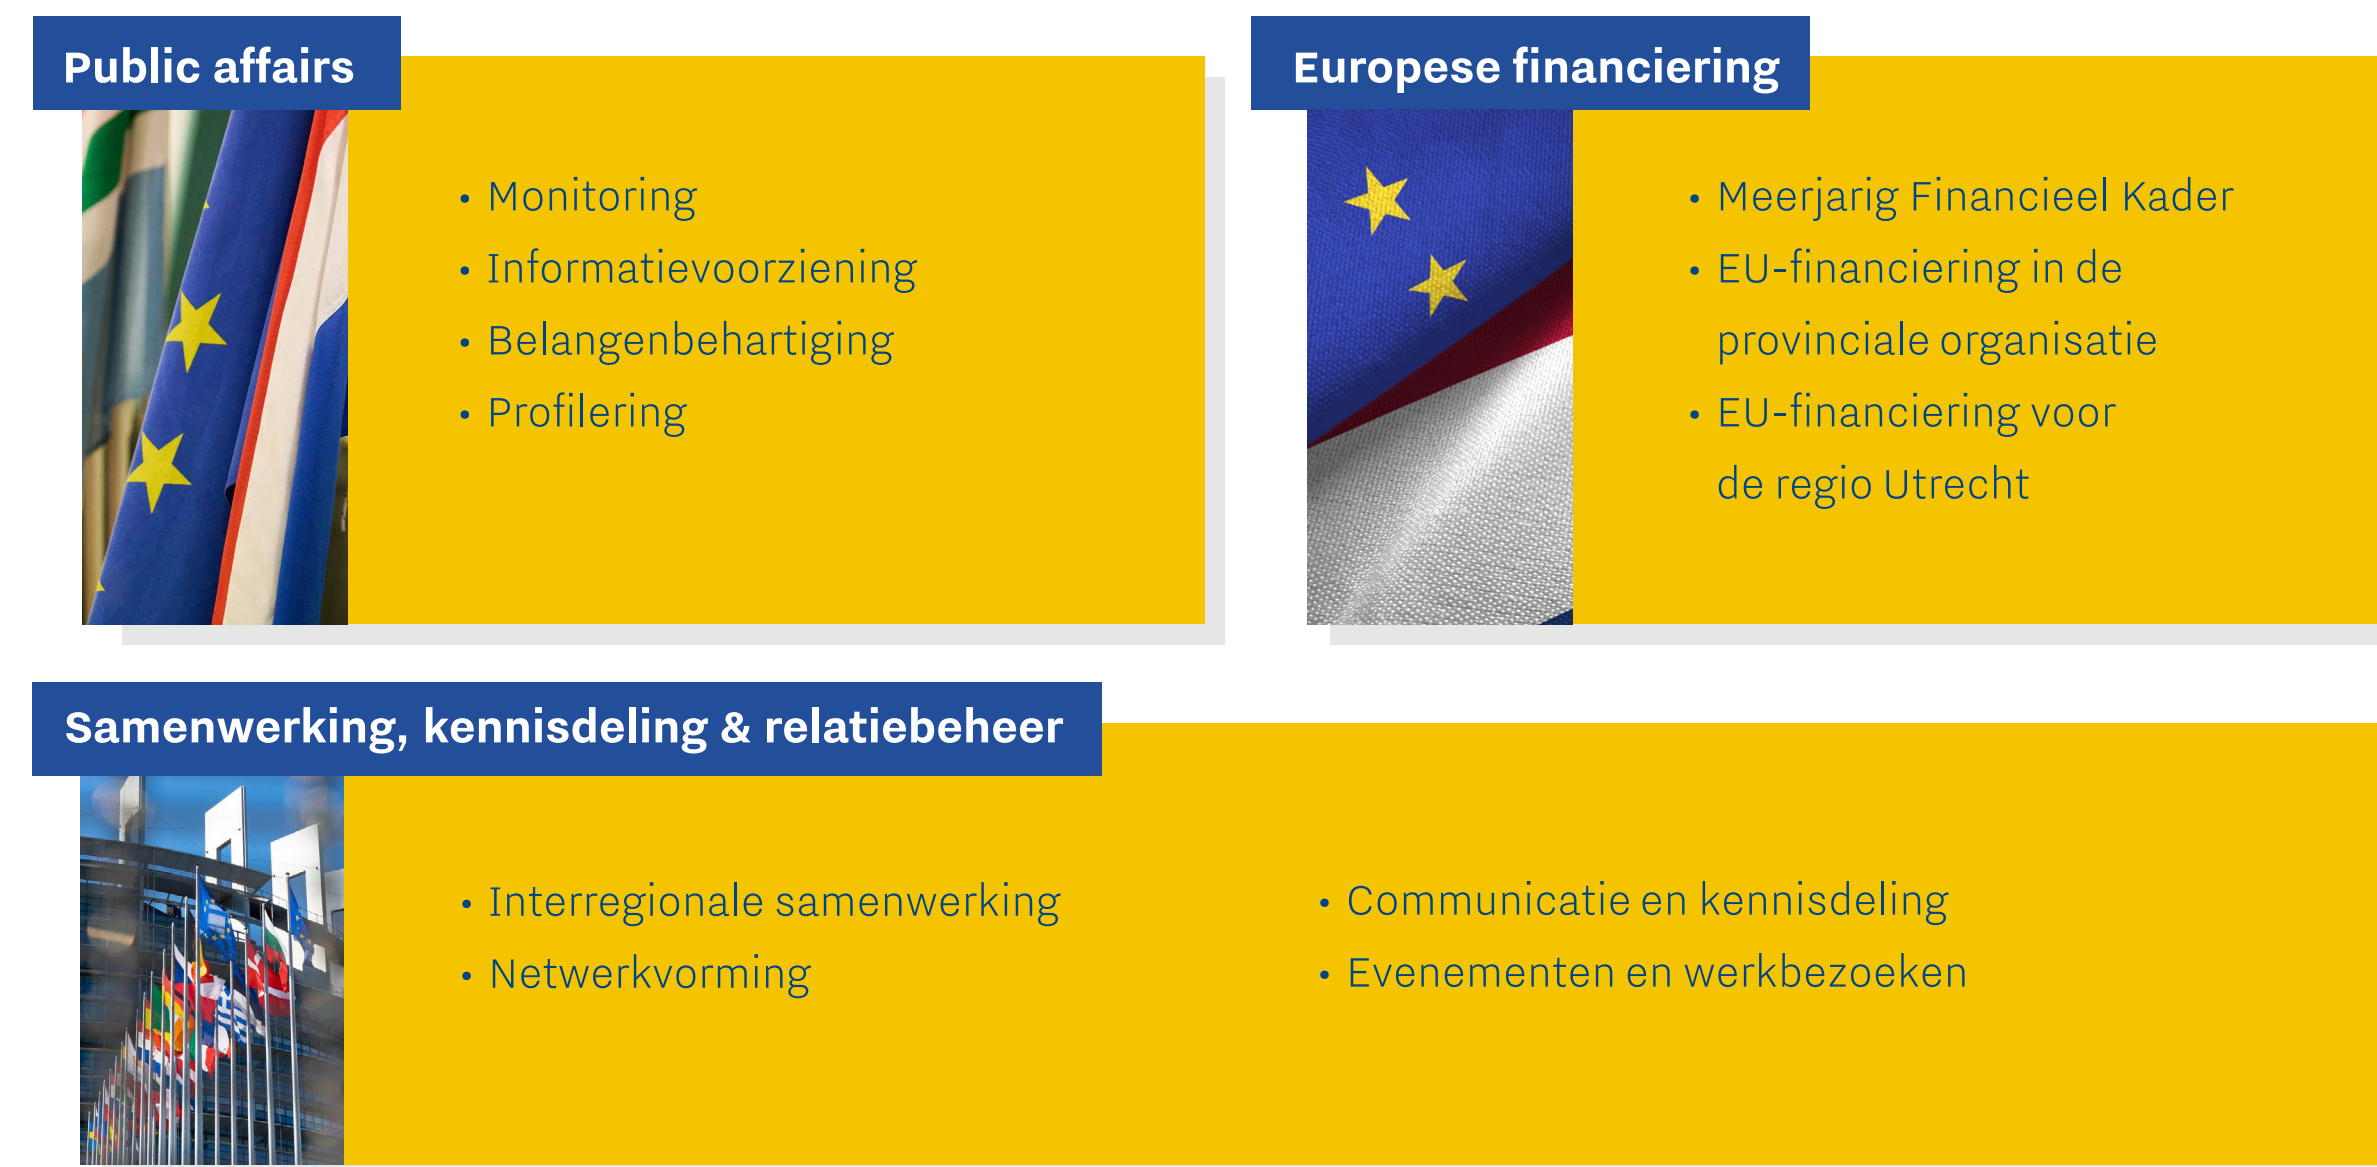 Public affairs
• Monitoring
• Informatievoorziening
• Belangenbehartiging
• Profilering
Europese financiering
• Meerjarig Financieel Kader
• EU-financiering in de
provinciale organisatie
• EU-financiering voor
de regio Utrecht
Samenwerking, kennisdeling & relatiebeheer
• Interregionale samenwerking
• Netwerkvorming
• Communicatie en kennisdeling
• Evenementen en werkbezoeken